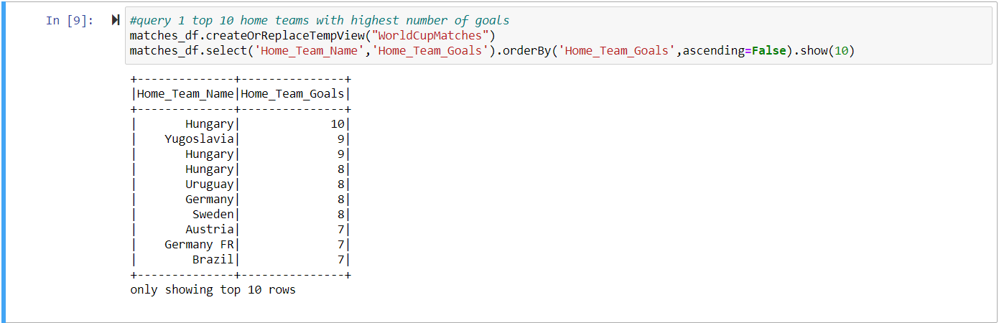 In [9]:
#query 1 top 10 home teams with highest number of goals
matches_df.createOrReplaceTempView("WorldCupMatches")
matches_df.select('Home_Team_Name','Home_Team_Goals').orderBy('Home_Team_Goals',ascending=False).show(10)
+--------------+---------------+
|Home_Team_Name|Home_Team_Goals|
+--------------+---------------+
|       Hungary|             10|
|    Yugoslavia|              9|
|       Hungary|              9|
|       Hungary|              8|
|       Uruguay|              8|
|       Germany|              8|
|        Sweden|              8|
|       Austria|              7|
|    Germany FR|              7|
|        Brazil|              7|
+--------------+---------------+
only showing top 10 rows